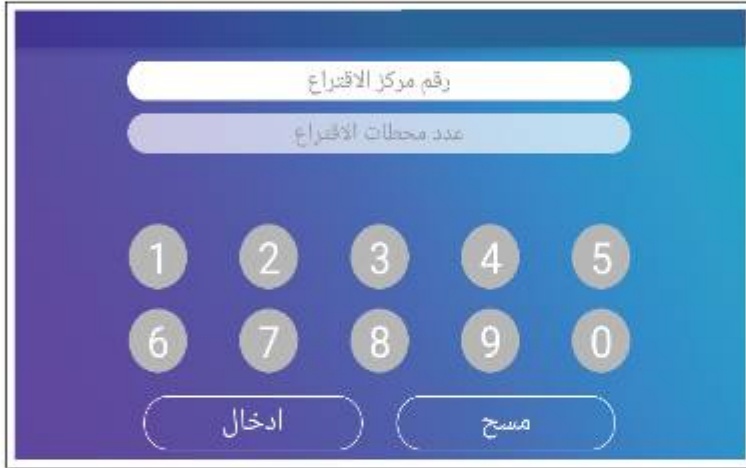 رقم مركز الاقتراع
عدد محطات الاقتراع
1 2 3 4 5
6 7 8 9 0
مسح ادخال